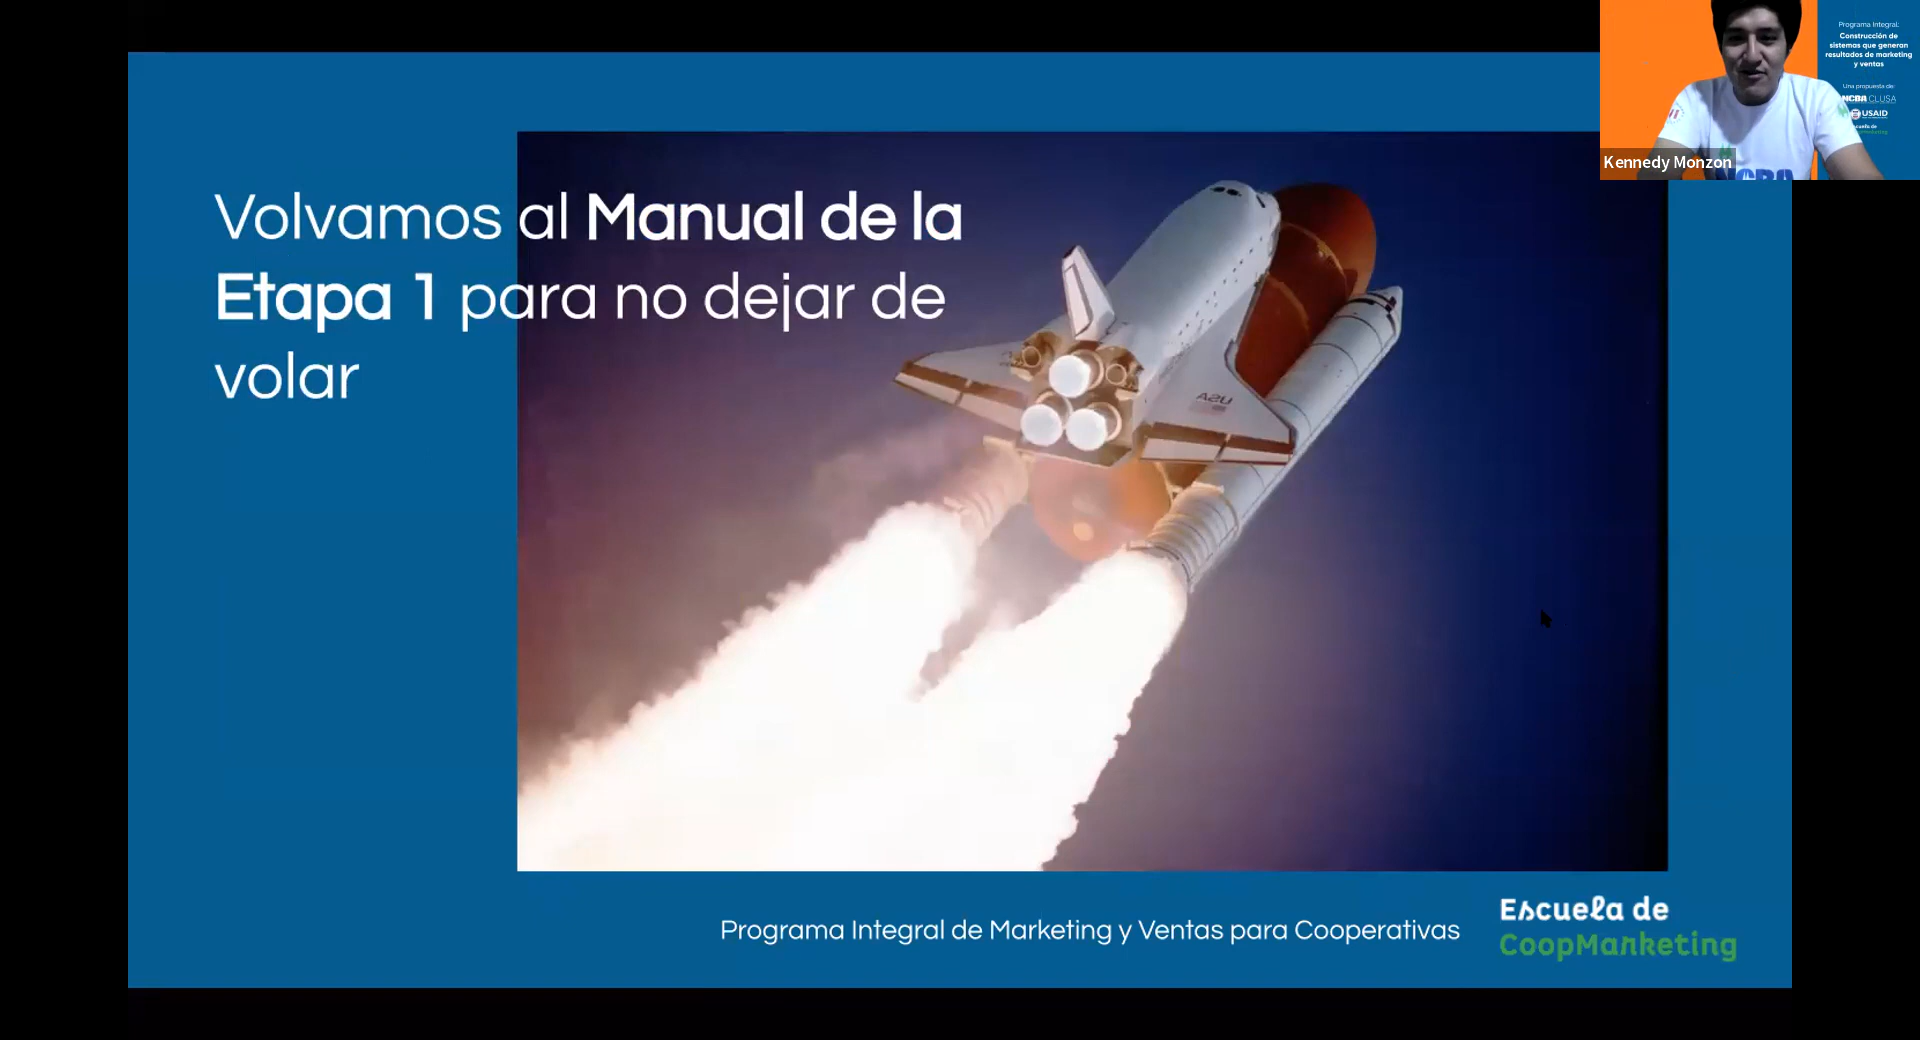 Volvamos al Manual de la
Etapa 1 para no dejar de
volar
USA
Programa Integral de Marketing y Ventas para Cooperativas
Escuela de
CoopMarketing
Programa Integral:
Construcción de
sistemas que generan
resultados de marketing
y ventas
Una propuesta de:
NCBA CLUSA
USAID
Kennedy Monzon
NCBA